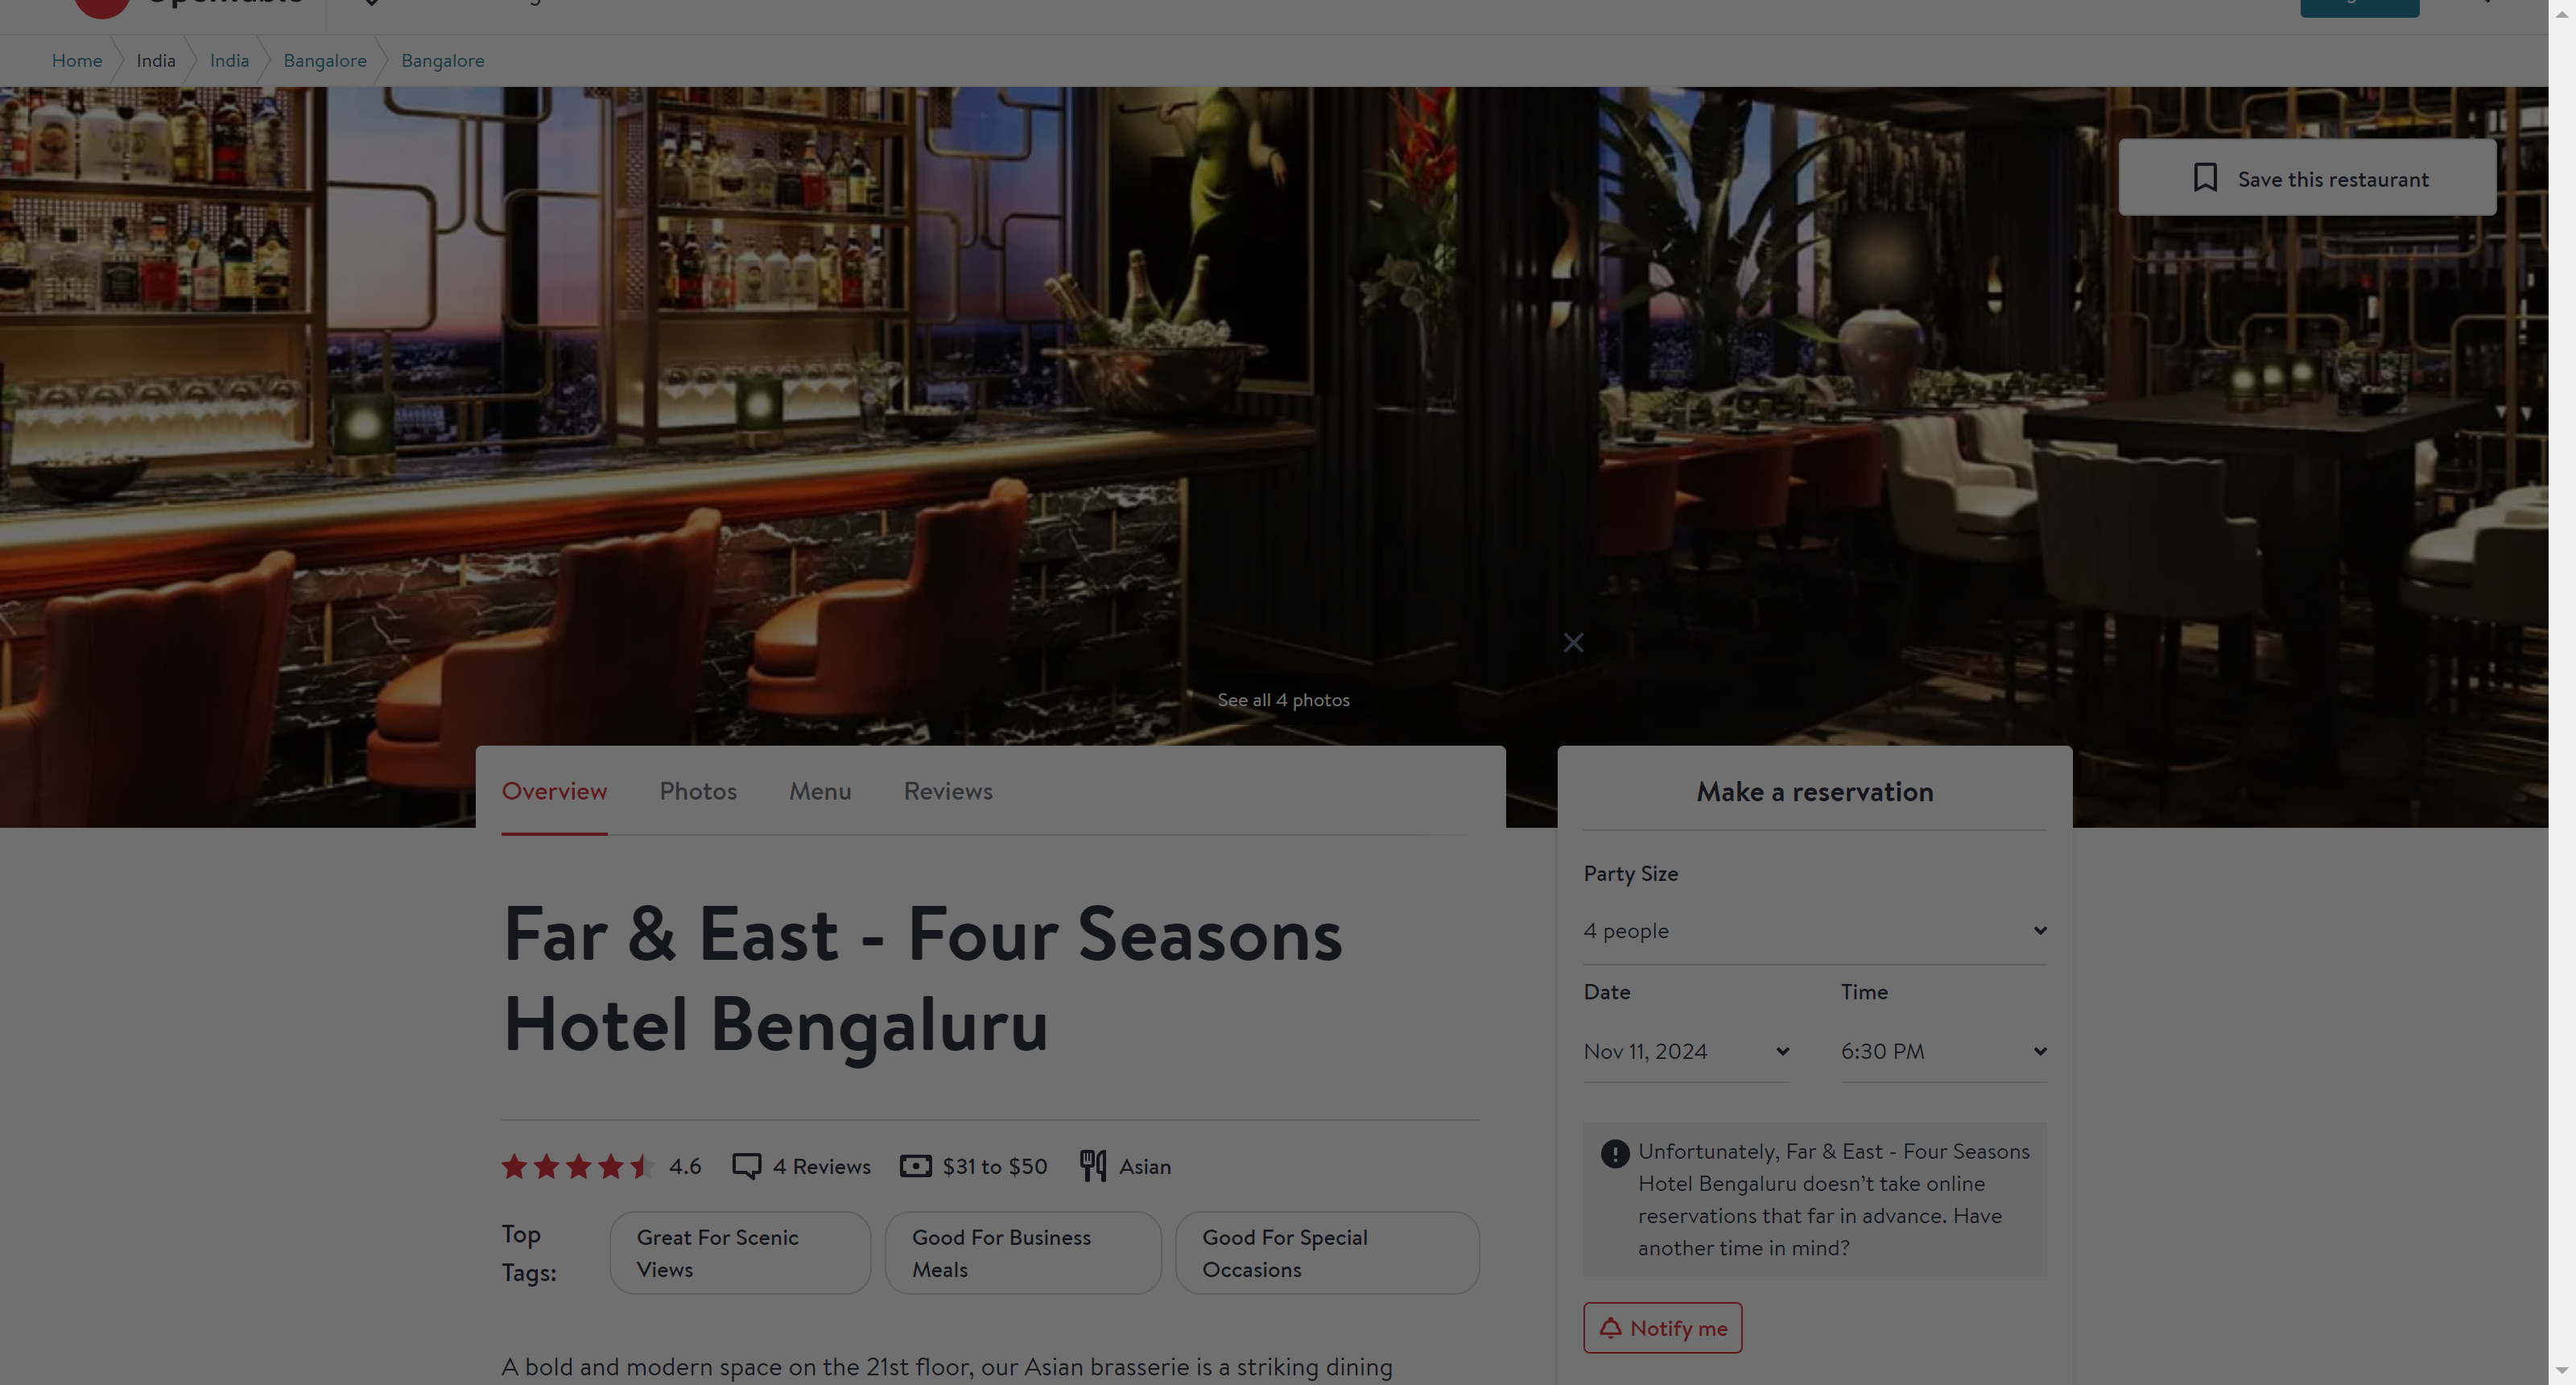 Home India India Bangalore Bangalore
Save this restaurant
See all 4 photos
Overview Photos Menu Reviews
Far & East - Four Seasons
Hotel Bengaluru
4.6 4 Reviews $31 to $50 Asian
Top
Tags:
Great For Scenic
Views
Good For Business
Meals
Good For Special
Occasions
A bold and modern space on the 21st floor, our Asian brasserie is a striking dining
Make a reservation
Party Size
4 people
Date Time
Nov 11, 2024 6:30 PM
Unfortunately, Far & East - Four Seasons
Hotel Bengaluru doesn't take online
reservations that far in advance. Have
another time in mind?
Notify me